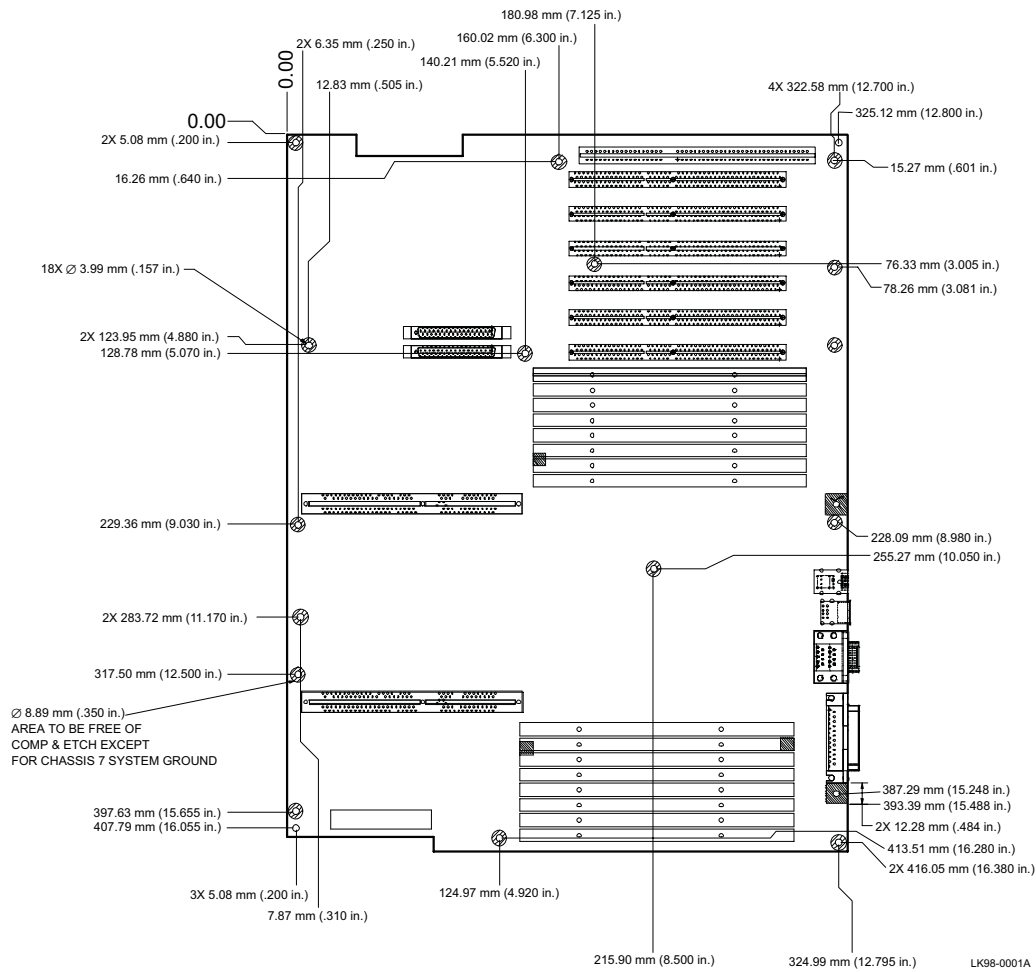 180.98 mm (7.125 in.)
160.02 mm (6.300 in.)
2X 6.35 mm (.250 in.)
140.21 mm (5.520 in.)
0.00
12.83 mm (.505 in.)
4X 322.58 mm (12.700 in.)
325.12 mm (12.800 in.)
0.00
2X 5.08 mm (.200 in.)
15.27 mm (.601 in.)
16.26 mm (.640 in.)
18X ∅ 3.99 mm (.157 in.)
76.33 mm (3.005 in.)
78.26 mm (3.081 in.)
2X 123.95 mm (4.880 in.)
128.78 mm (5.070 in.)
229.36 mm (9.030 in.)
228.09 mm (8.980 in.)
255.27 mm (10.050 in.)
2X 283.72 mm (11.170 in.)
317.50 mm (12.500 in.)
∅ 8.89 mm (.350 in.)
AREA TO BE FREE OF
COMP & ETCH EXCEPT
FOR CHASSIS 7 SYSTEM GROUND
387.29 mm (15.248 in.)
393.39 mm (15.488 in.)
397.63 mm (15.655 in.)
407.79 mm (16.055 in.)
2X 12.28 mm (.484 in.)
413.51 mm (16.280 in.)
2X 416.05 mm (16.380 in.)
3X 5.08 mm (.200 in.)
124.97 mm (4.920 in.)
7.87 mm (.310 in.)
215.90 mm (8.500 in.)
324.99 mm (12.795 in.)
LK98-0001A